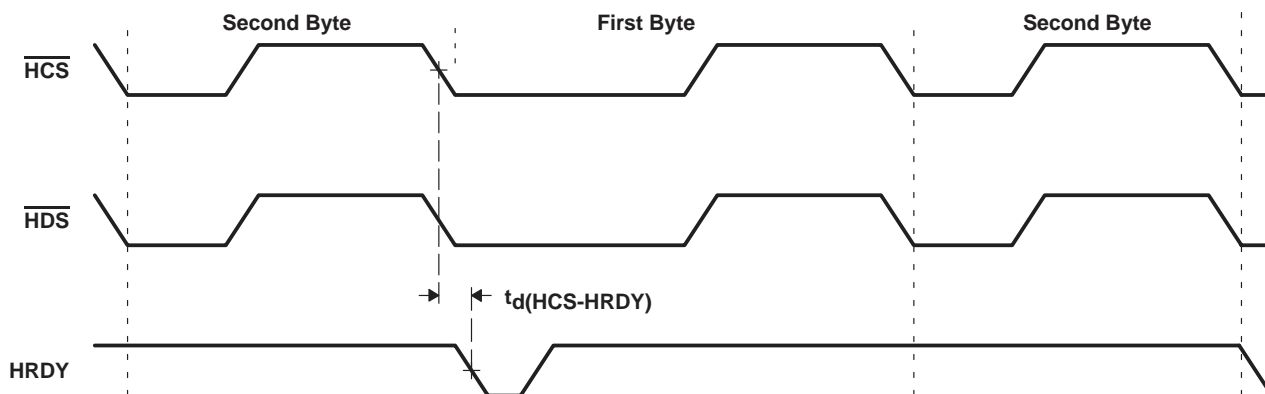 Second Byte First Byte Second Byte
HCS
HDS
td(HCS-HRDY)
HRDY